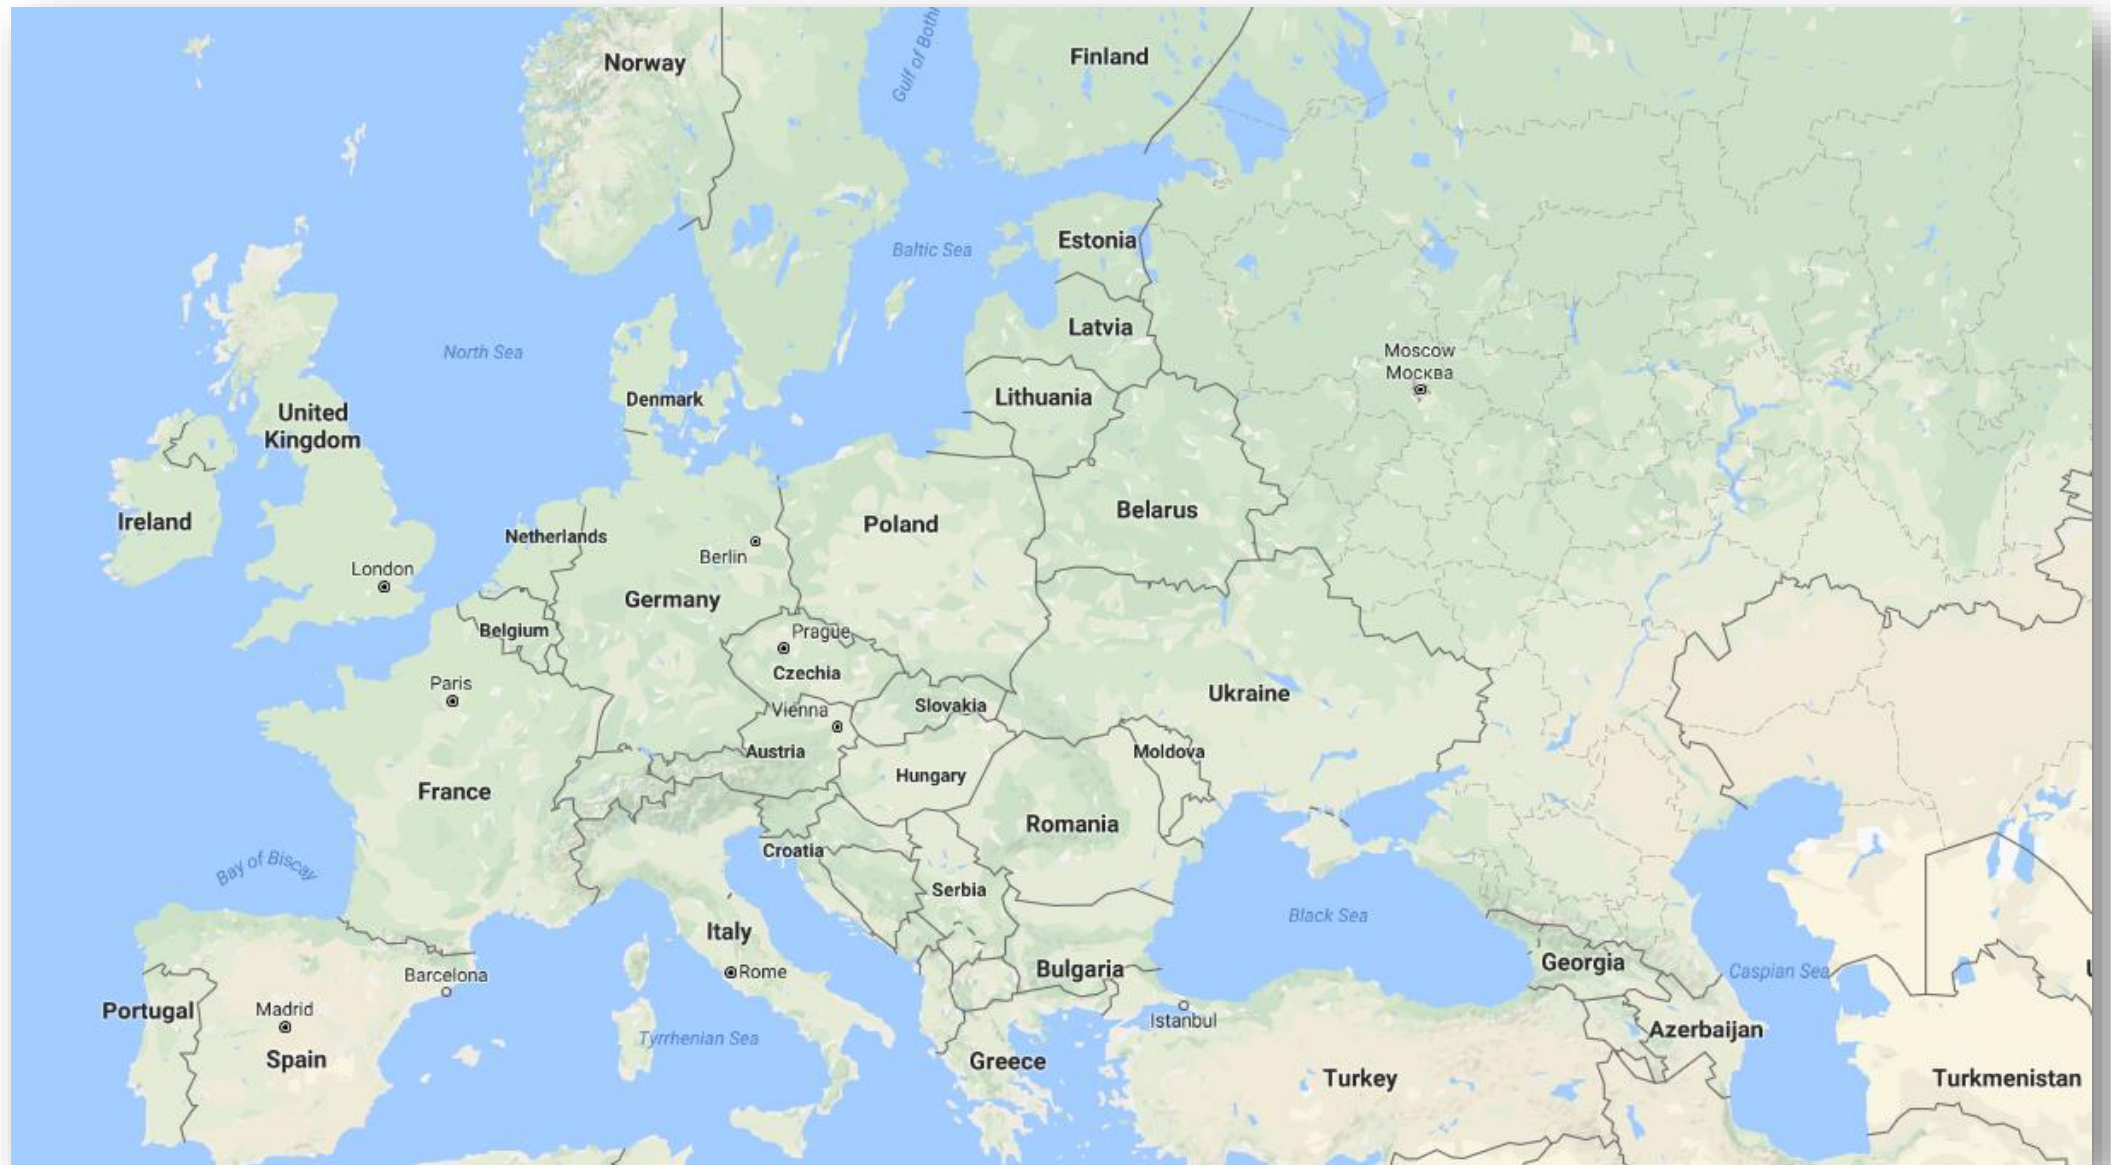 Norway
Finland
Gulf of Bothn
Estonia
Baltic Sea
Latvia
North Sea
Moscow
Москва
Lithuania
Denmark
United
Kingdom
Belarus
Ireland
Poland
Netherlands
Berlin
London
Germany
Belgium
Prague
Czechia
Paris
Ukraine
Slovakia
Vienna
Austria
Moldova
Hungary
France
Romania
Croatia
Bay of Biscay
Serbia
Black Sea
Italy
Georgia
Bulgaria
Caspian Sea
Rome
Barcelona
Portugal
Madrid
Istanbul
Azerbaijan
Tyrrhenian Sea
Spain
Greece
Turkey
Turkmenistan